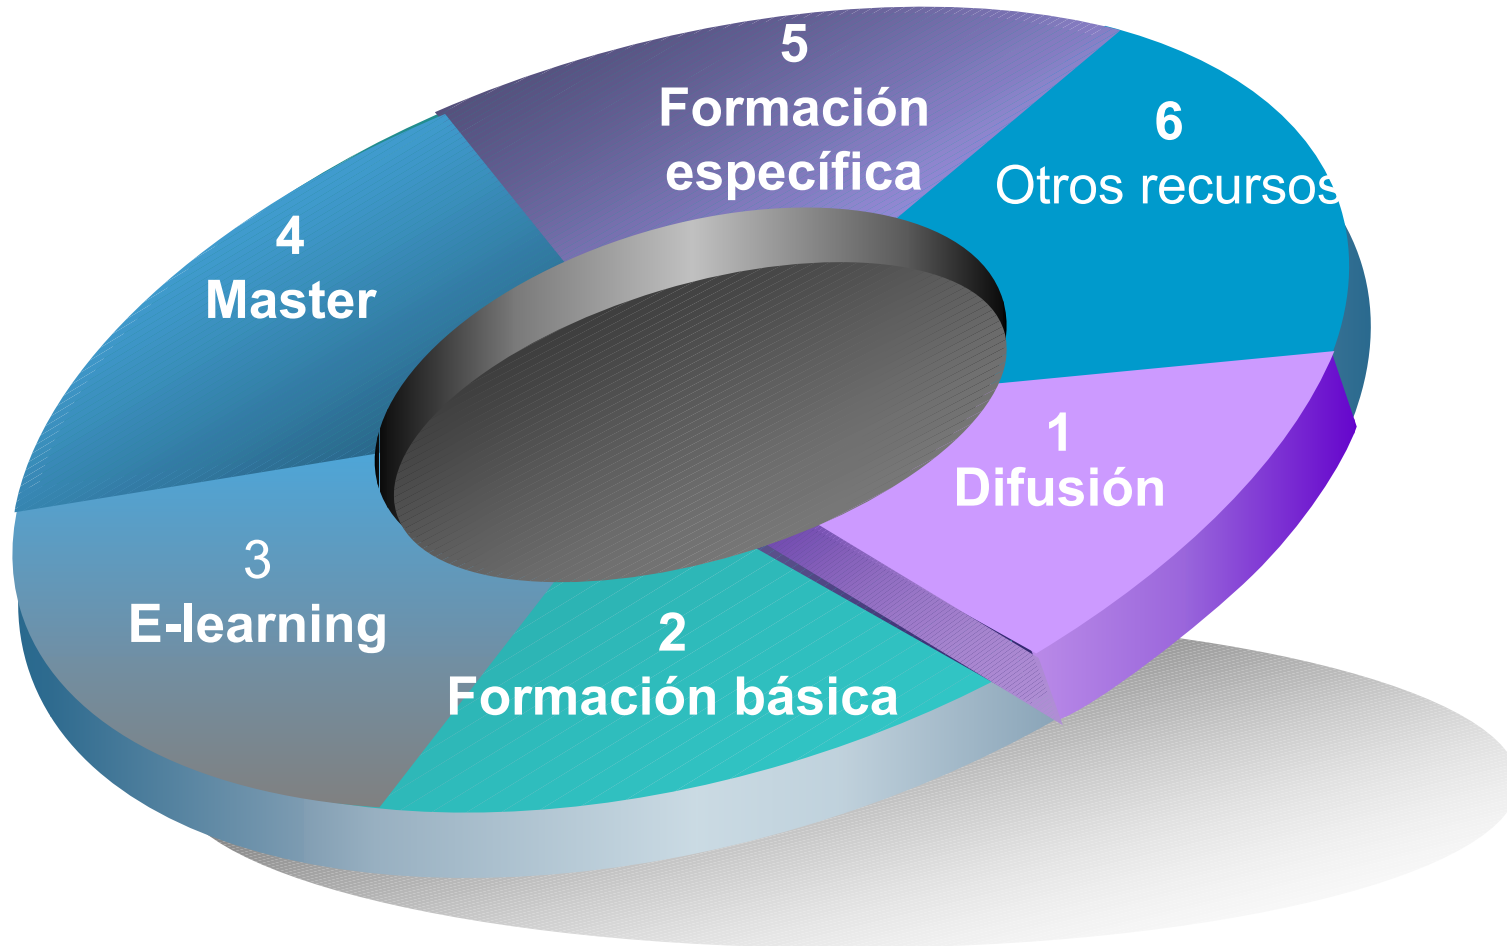 5
Formación
específica
6
Otros recursos
4
Master
1
Difusión
3
E-learning
2
Formación básica